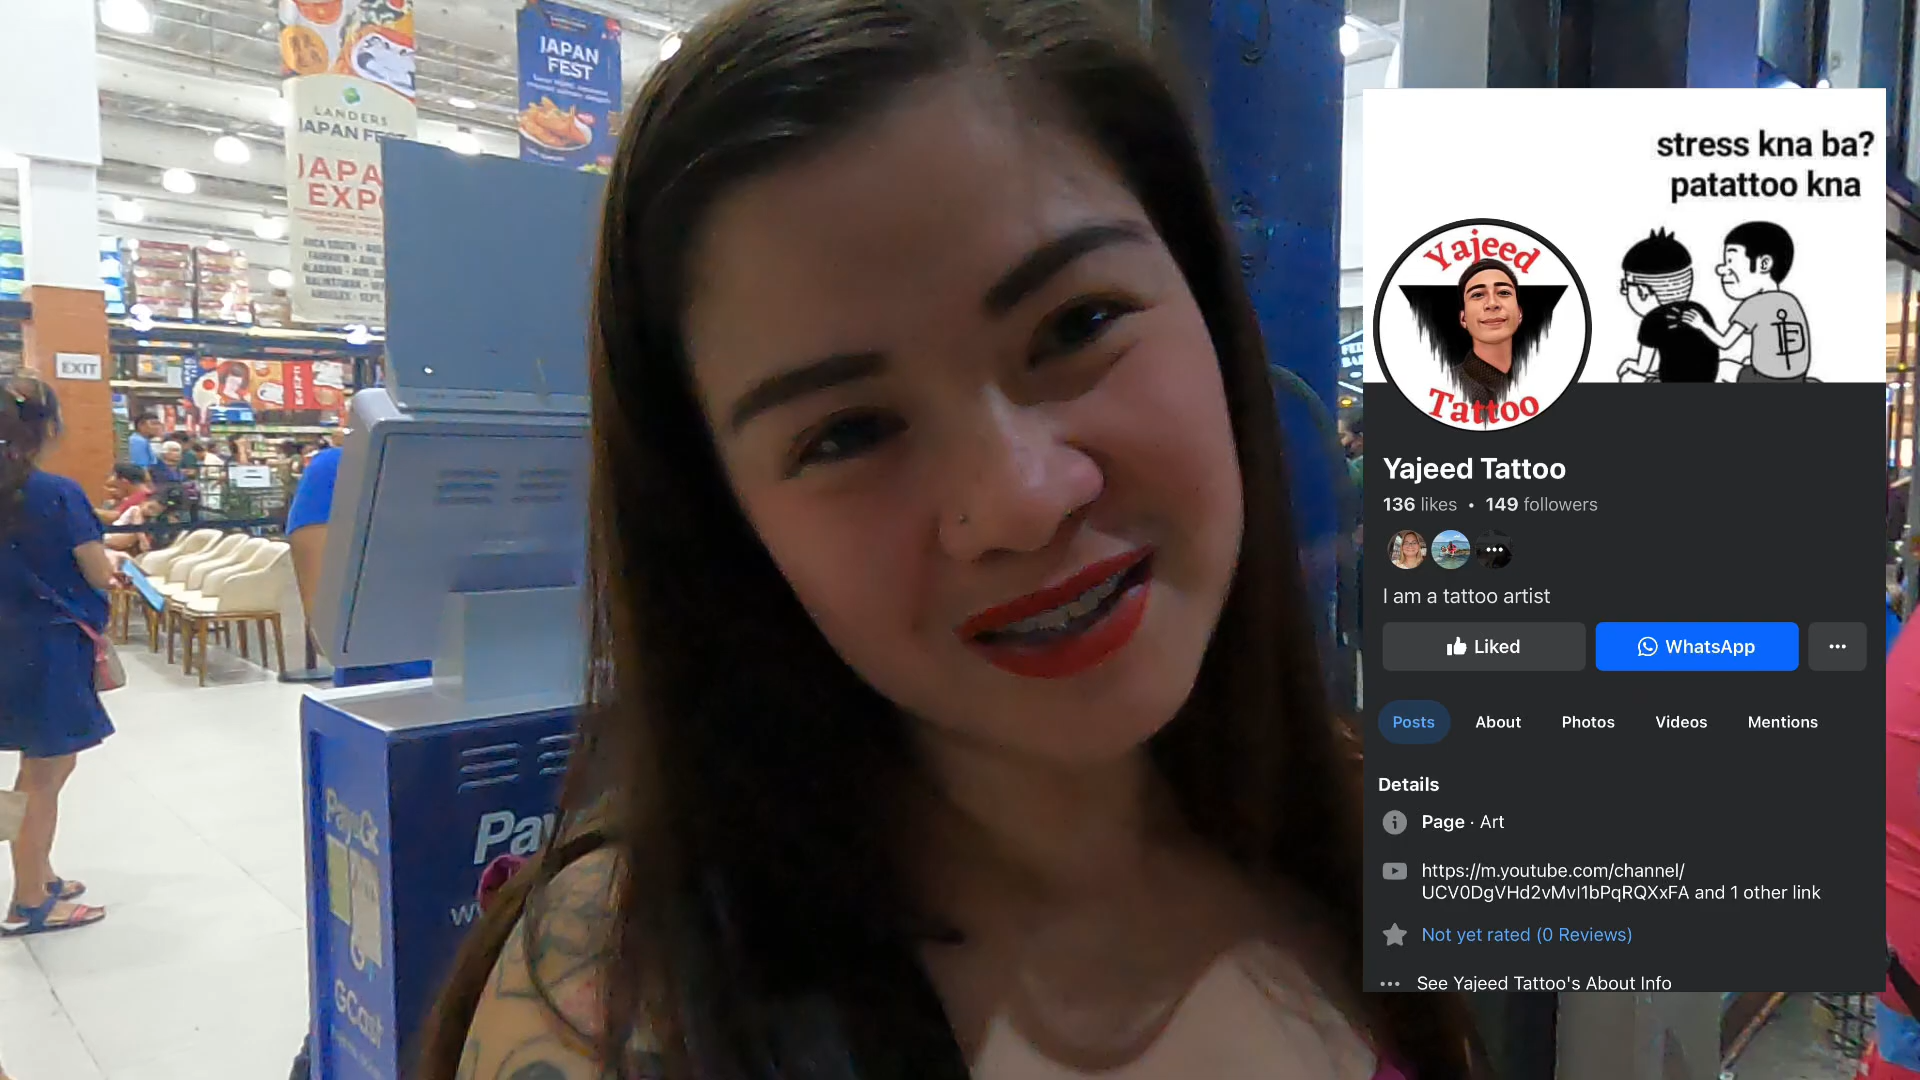 JAPAN
FEST
LANDERS
JAPAN FEST
JAPA
EXP
EXIT
Pay
GCash
stress kna ba?
patattoo kna
Yajeed
Tattoo
Yajeed Tattoo
136 likes • 149 followers
I am a tattoo artist
Liked
WhatsApp
Posts
About
Photos
Videos
Mentions
Details
Page · Art
https://m.youtube.com/channel/
UCV0DgVHd2vMvI1bPqRQXxFA and 1 other link
Not yet rated (0 Reviews)
See Yajeed Tattoo's About Info